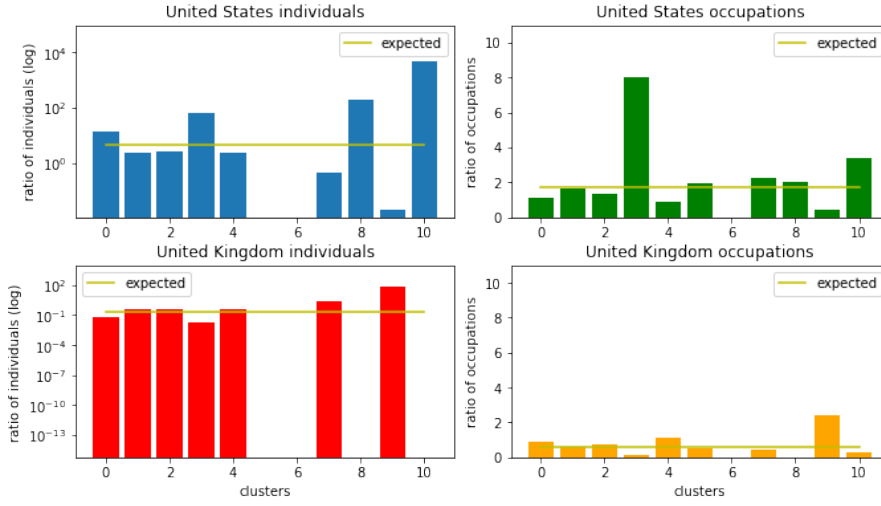 United States individuals
ratio of individuals (log)
10^4
10^2
10^0
expected
0 2 4 6 8 10
United States occupations
ratio of occupations
10
8
6
4
2
0
expected
0 2 4 6 8 10
United Kingdom individuals
ratio of individuals (log)
10^2
10^-1
10^-4
10^-7
10^-10
10^-13
expected
0 2 4 6 8 10
clusters
United Kingdom occupations
ratio of occupations
10
8
6
4
2
0
expected
0 2 4 6 8 10
clusters